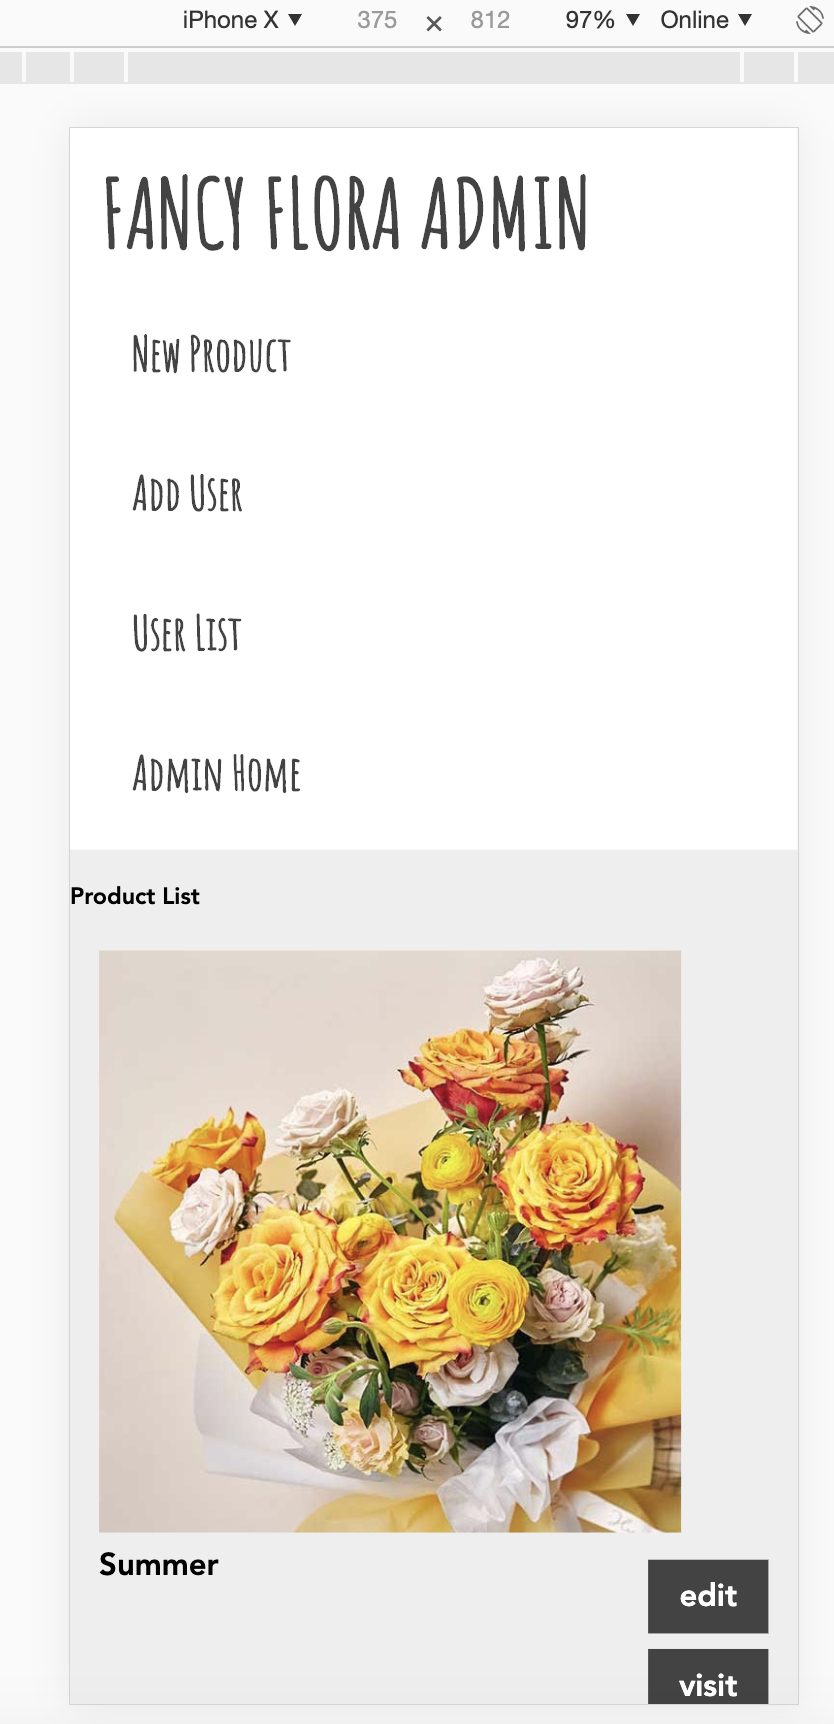 iPhone X ▼ 375 × 812 97% ▼ Online ▼
FANCY FLORA ADMIN
NEW PRODUCT
ADD USER
USER LIST
ADMIN HOME
Product List
Summer
edit
visit